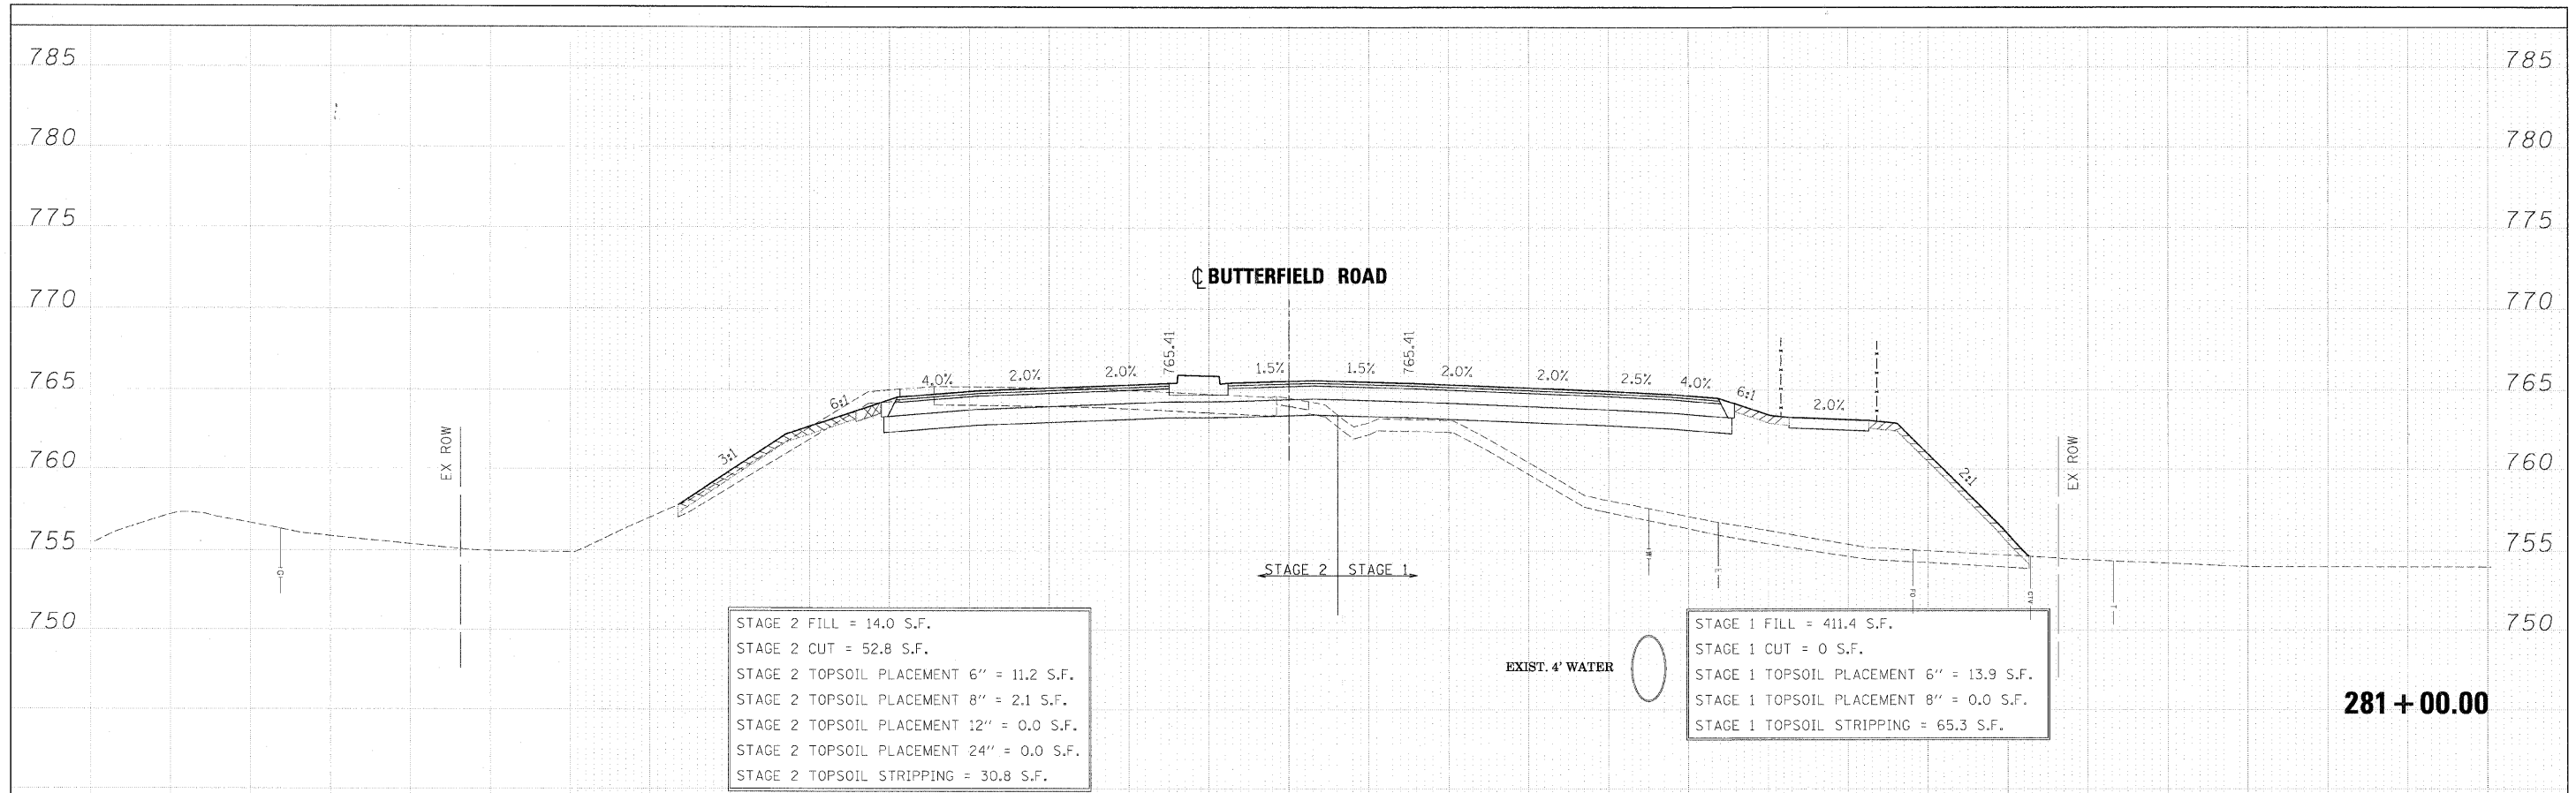 785 785
780 780
775 775
℄ BUTTERFIELD ROAD
770 770
765.41 765.41
765 4.0% 2.0% 2.0% 1.5% 1.5% 2.0% 2.0% 2.5% 4.0% 6:1 765
6:1 2.0%
EX ROW EX ROW
760 3:1 2:1 760
755 755
STAGE 2 STAGE 1
G W E FO CTV T
750 750
STAGE 2 FILL = 14.0 S.F.
STAGE 2 CUT = 52.8 S.F.
STAGE 2 TOPSOIL PLACEMENT 6" = 11.2 S.F.
STAGE 2 TOPSOIL PLACEMENT 8" = 2.1 S.F.
STAGE 2 TOPSOIL PLACEMENT 12" = 0.0 S.F.
STAGE 2 TOPSOIL PLACEMENT 24" = 0.0 S.F.
STAGE 2 TOPSOIL STRIPPING = 30.8 S.F.
EXIST. 4' WATER
STAGE 1 FILL = 411.4 S.F.
STAGE 1 CUT = 0 S.F.
STAGE 1 TOPSOIL PLACEMENT 6" = 13.9 S.F.
STAGE 1 TOPSOIL PLACEMENT 8" = 0.0 S.F.
STAGE 1 TOPSOIL STRIPPING = 65.3 S.F.
281 + 00.00